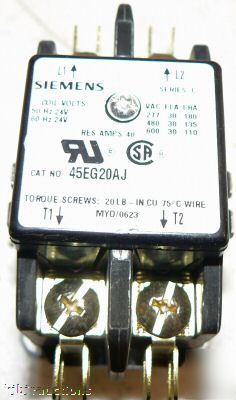 L1 L2
SIEMENS SERIES C
COIL VOLTS VAC FLA LRA
50 Hz 24V 277 30 180
60 Hz 24V 480 30 135
RES AMPS 40 600 30 110
CAT NO 45EG20AJ
TORQUE SCREWS: 20 LB-IN CU 75°C WIRE
T1 MYO/0623 T2